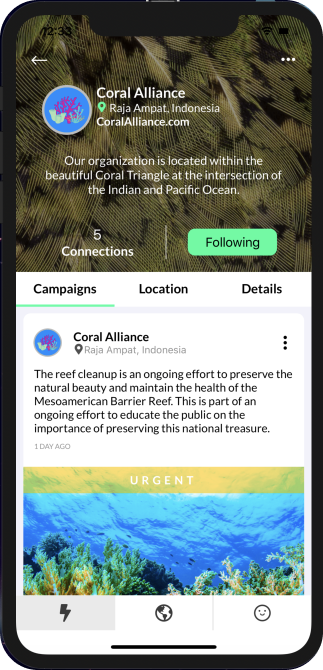 12:33
Coral Alliance
Raja Ampat, Indonesia
CoralAlliance.com
Our organization is located within the
beautiful Coral Triangle at the intersection of
the Indian and Pacific Ocean.
5
Connections
Following
Campaigns Location Details
Coral Alliance
Raja Ampat, Indonesia
The reef cleanup is an ongoing effort to preserve the
natural beauty and maintain the health of the
Mesoamerican Barrier Reef. This is part of an
ongoing effort to educate the public on the
importance of preserving this national treasure.
1 DAY AGO
URGENT